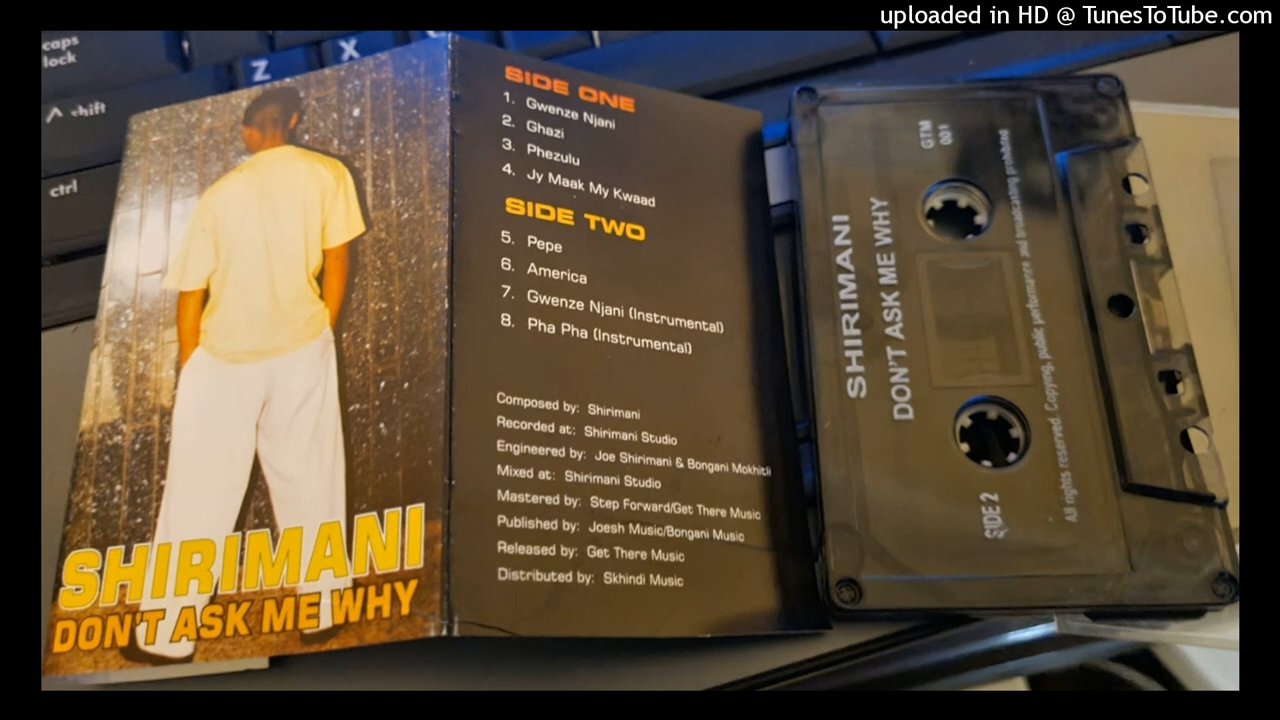 uploaded in HD @ TunesToTube.com
caps
lock
Z
X
shift
ctrl
SHIRIMANI
DON'T ASK ME WHY
SIDE ONE
1. Gwenze Njani
2. Ghazi
3. Phezulu
4. Jy Maak My Kwaad
SIDE TWO
5. Pepe
6. America
7. Gwenze Njani (Instrumental)
8. Pha Pha (Instrumental)
Composed by: Shirimani
Recorded at: Shirimani Studio
Engineered by: Joe Shirimani & Bongani
Mixed at: Shirimani Studio
Mastered by: Step Forward/Get There Music
Published by: Joesh Music/Bongani Music
Released by: Get There Music
Distributed by: Skhindi Music
SHIRIMANI
DON'T ASK ME WHY
GTM
001
SIDE 2
All rights reserved. Copying, public performance and broadcasting prohibited